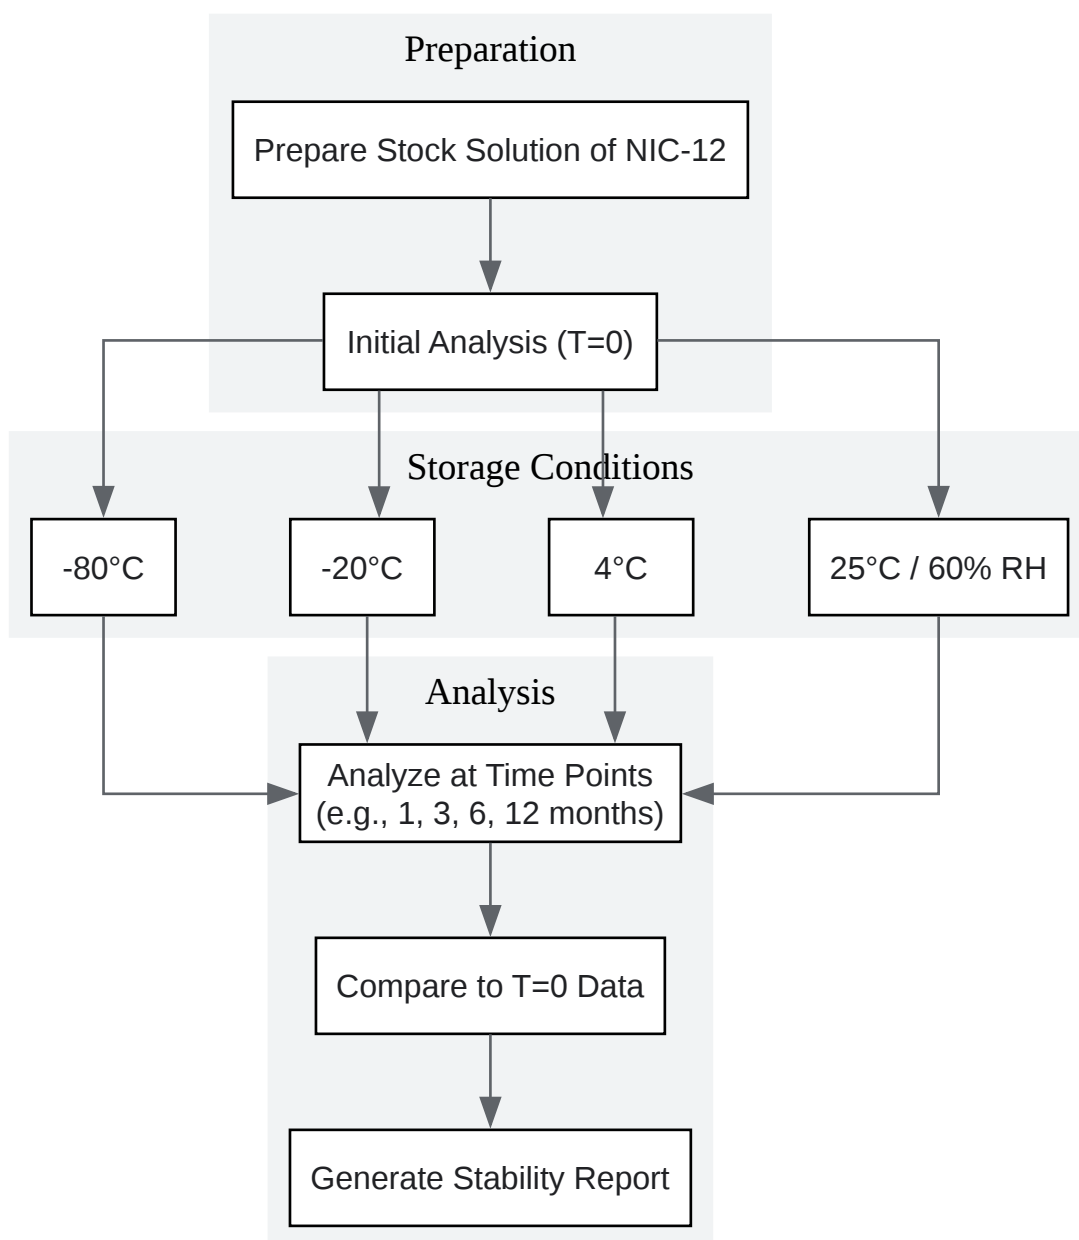 Preparation
Prepare Stock Solution of NIC-12
Initial Analysis (T=0)
Storage Conditions
-80°C
-20°C
4°C
25°C / 60% RH
Analysis
Analyze at Time Points
(e.g., 1, 3, 6, 12 months)
Compare to T=0 Data
Generate Stability Report